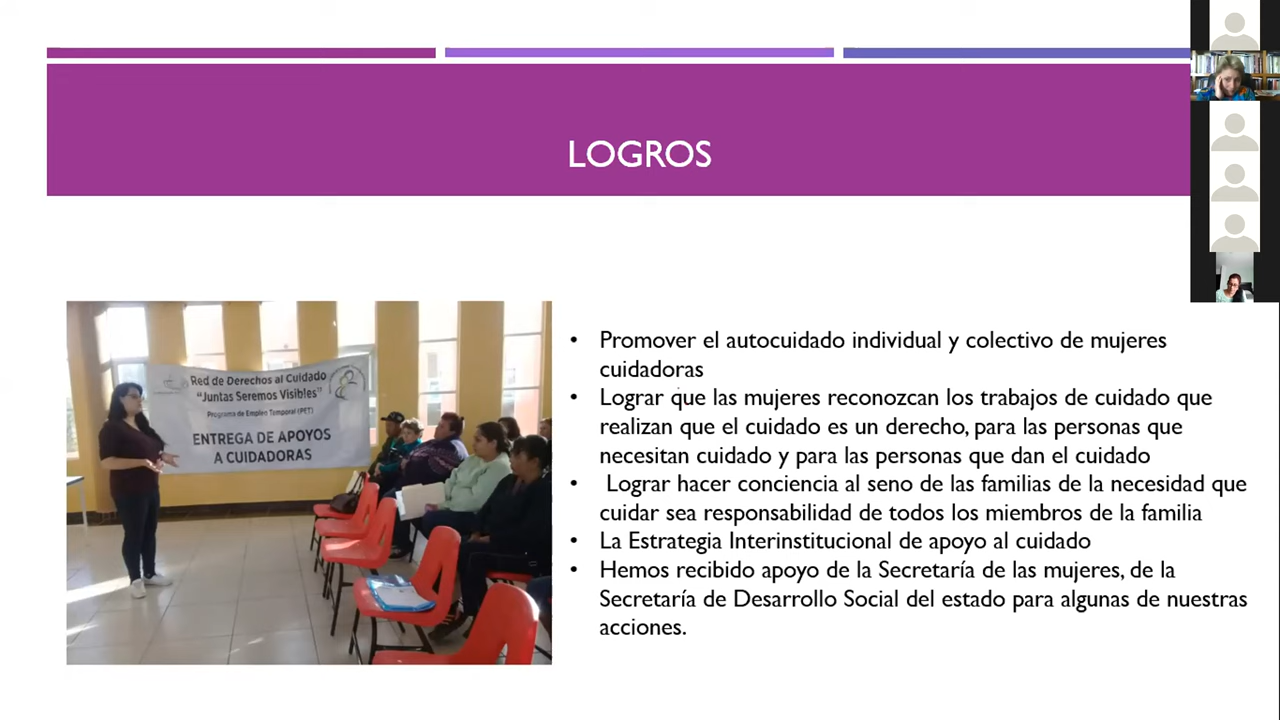 LOGROS
Red de Derechos al Cuidado
"Juntas Seremos Visibles"
Programa de Empleo Temporal (PET)
ENTREGA DE APOYOS
A CUIDADORAS
• Promover el autocuidado individual y colectivo de mujeres
cuidadoras
• Lograr que las mujeres reconozcan los trabajos de cuidado que
realizan que el cuidado es un derecho, para las personas que
necesitan cuidado y para las personas que dan el cuidado
• Lograr hacer conciencia al seno de las familias de la necesidad que
cuidar sea responsabilidad de todos los miembros de la familia
• La Estrategia Interinstitucional de apoyo al cuidado
• Hemos recibido apoyo de la Secretaría de las mujeres, de la
Secretaría de Desarrollo Social del estado para algunas de nuestras
acciones.